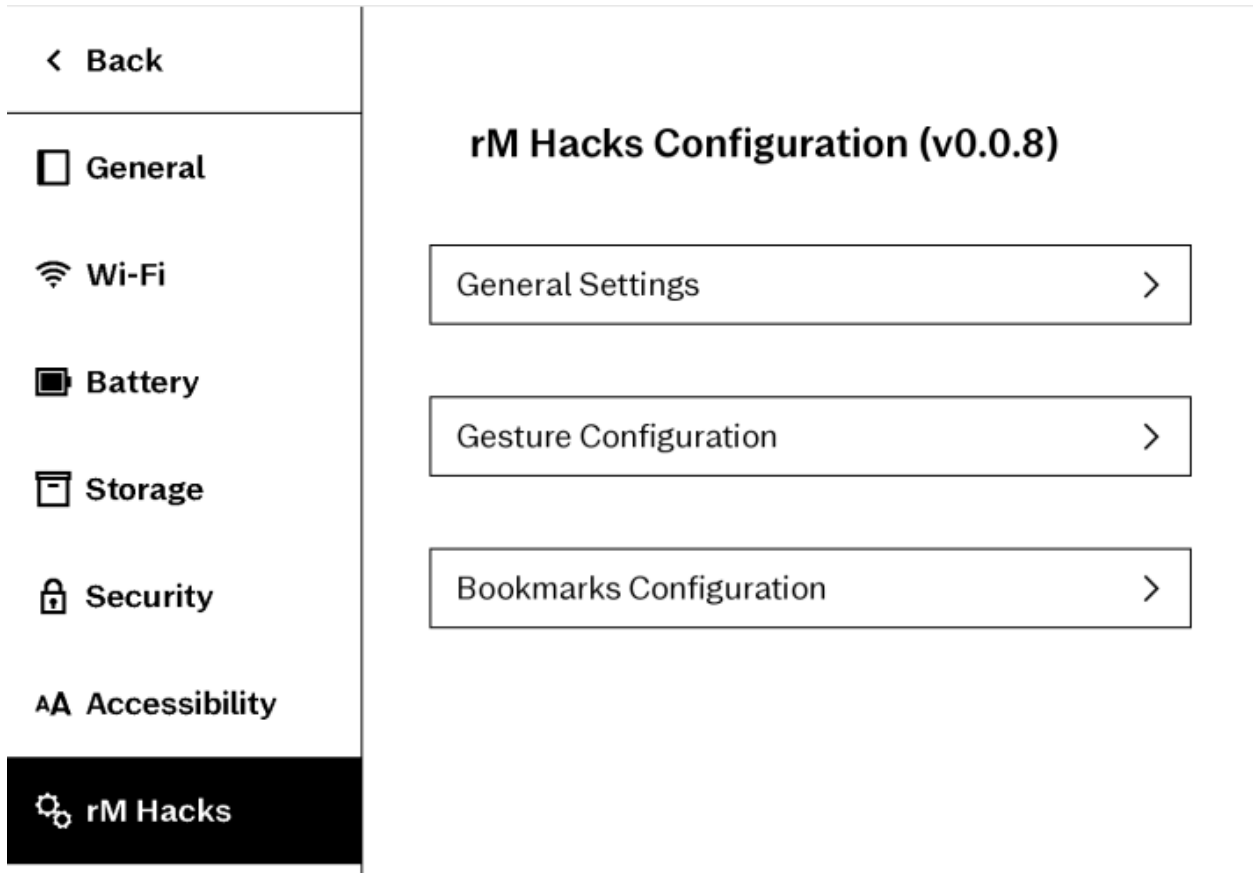 Back
General
Wi-Fi
Battery
Storage
Security
AA Accessibility
rM Hacks
rM Hacks Configuration (v0.0.8)
General Settings
Gesture Configuration
Bookmarks Configuration